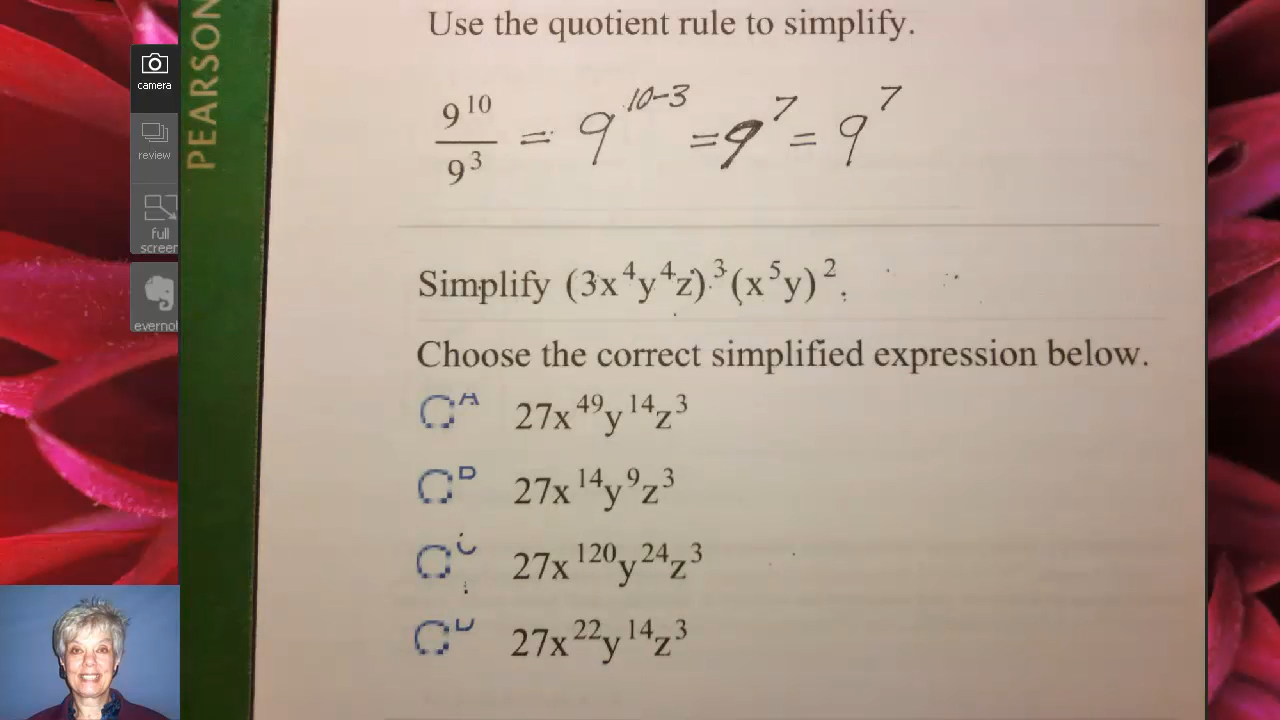 PEARSON
camera
review
full
screen
evernot
Use the quotient rule to simplify.
9^10/9^3 = 9^10-3 = 9^7 = 9^7
Simplify (3x^4y^4z)^3(x^5y)^2.
Choose the correct simplified expression below.
A 27x^49y^14z^3
B 27x^14y^9z^3
C 27x^120y^24z^3
D 27x^22y^14z^3